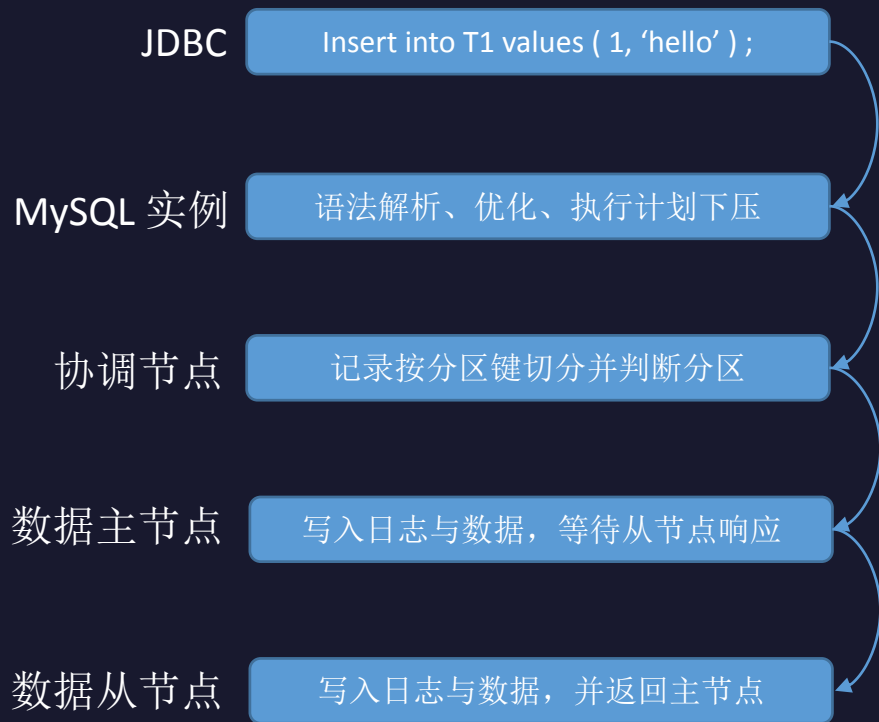 JDBC
Insert into T1 values ( 1, ‘hello’ ) ;
MySQL 实例
语法解析、优化、执行计划下压
协调节点
记录按分区键切分并判断分区
数据主节点
写入日志与数据，等待从节点响应
数据从节点
写入日志与数据，并返回主节点